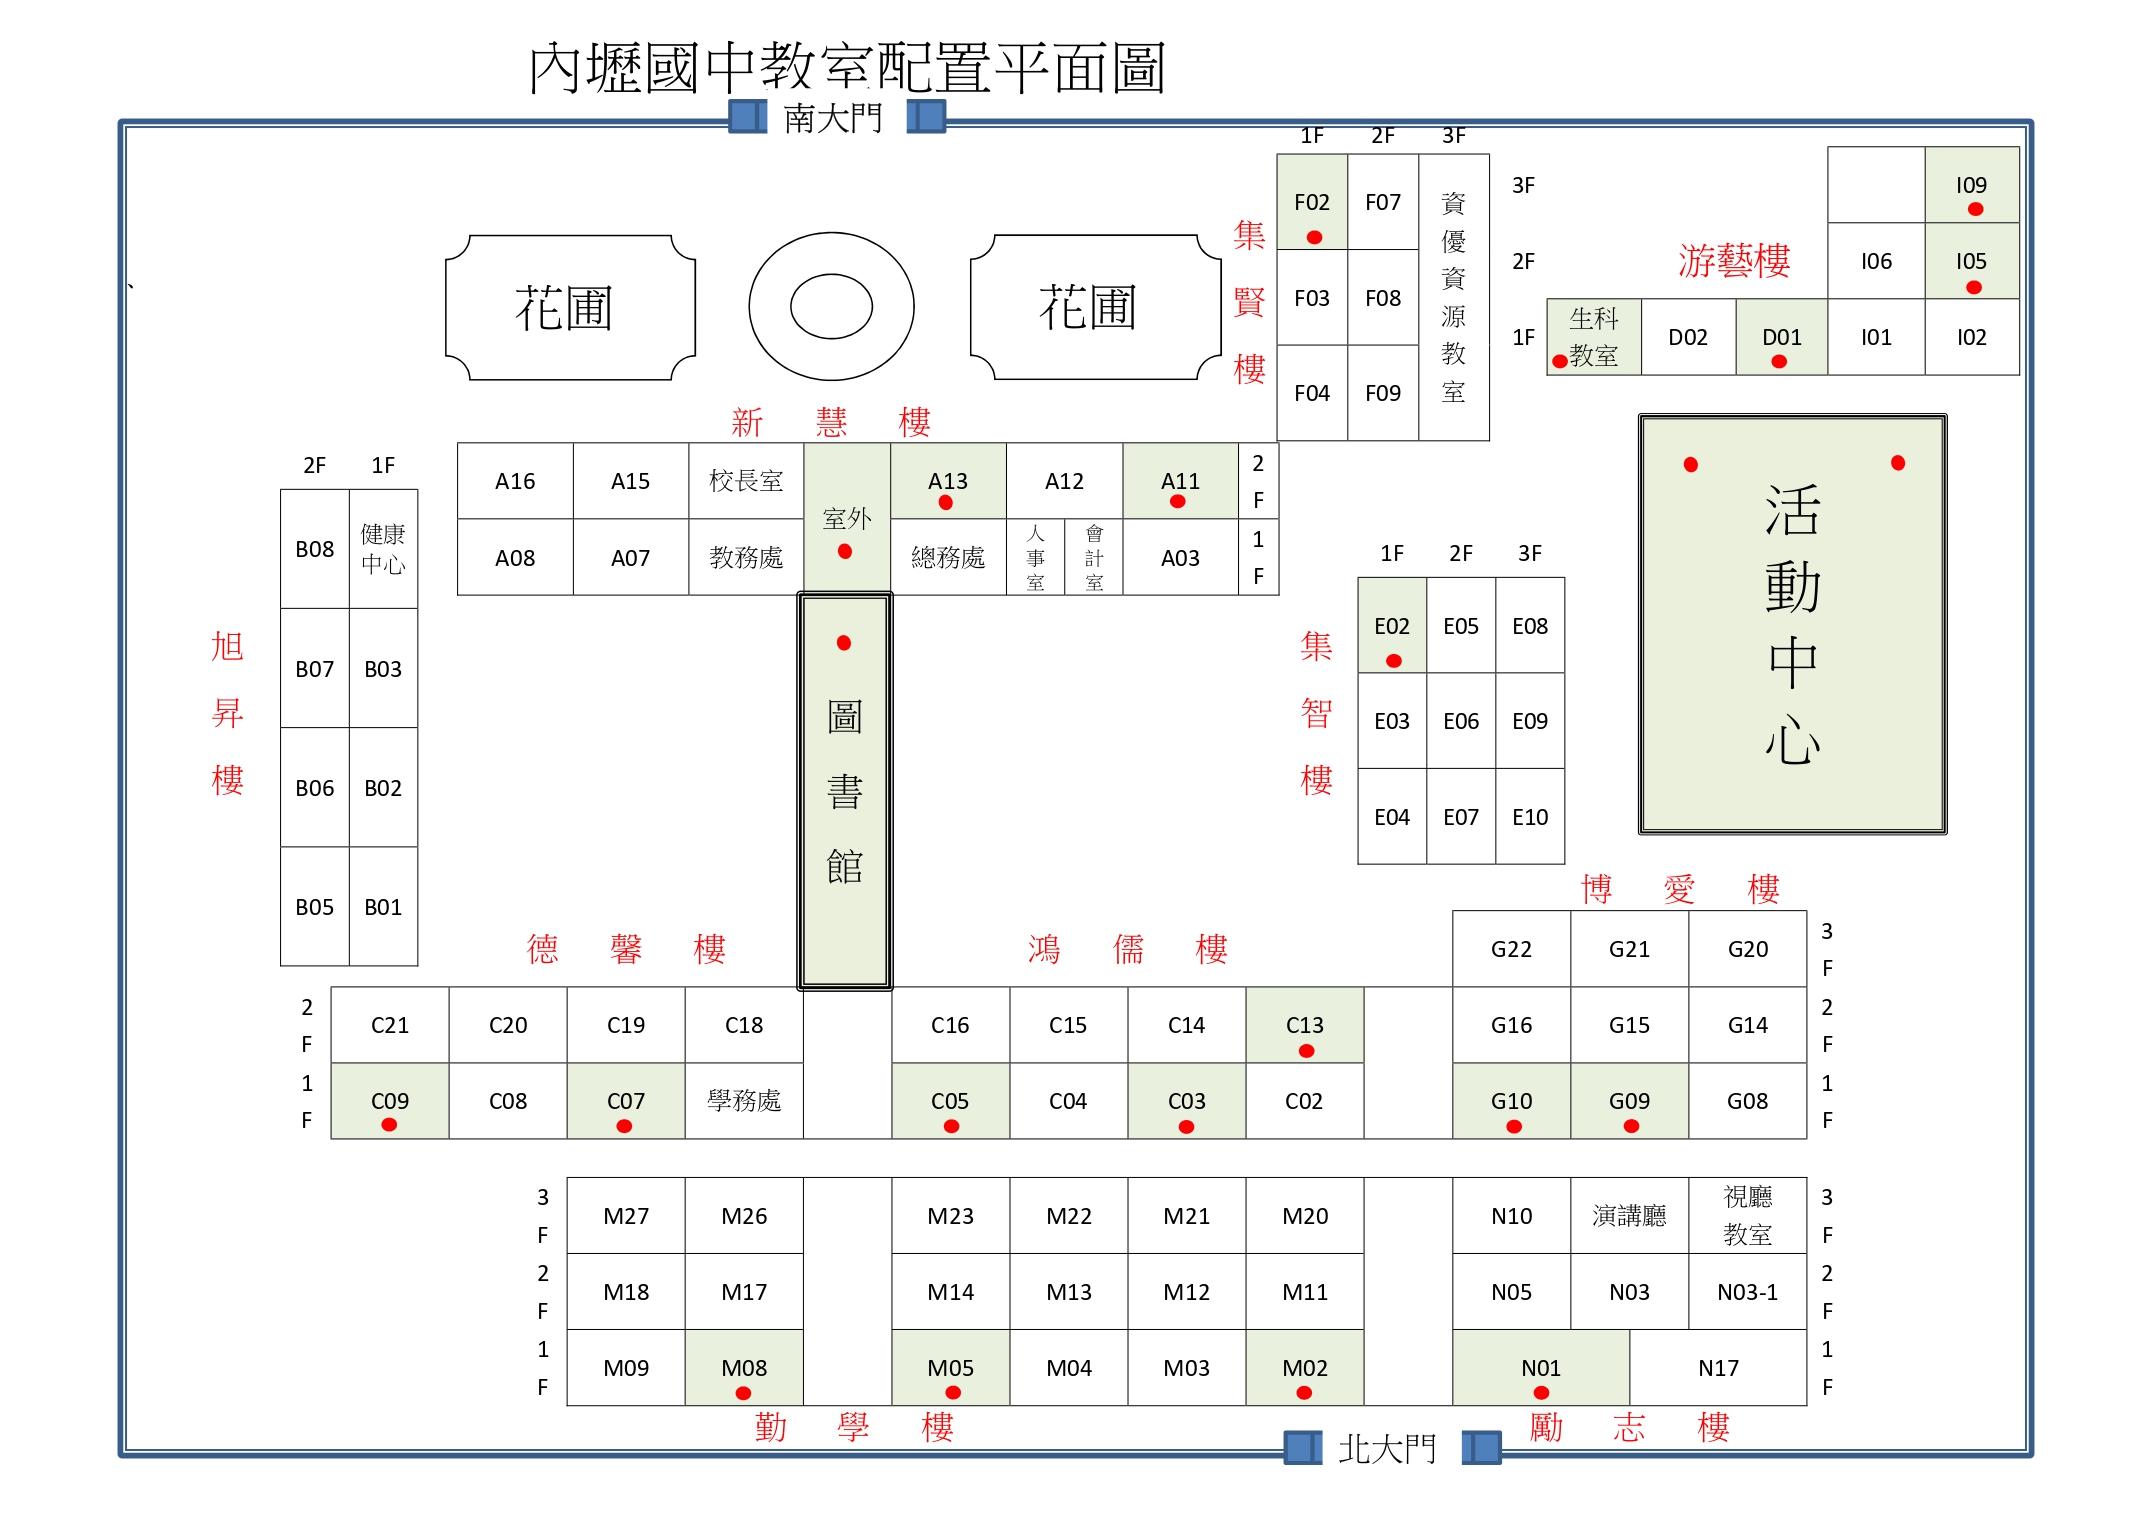 內壢國中教室配置平面圖
南大門
1F 2F 3F
F02 F07
F03 F08
F04 F09
資優資源教室
集賢樓
3F I09
2F 游藝樓 I06 I05
1F 生科教室 D02 D01 I01 I02
、
花圃
花圃
新慧樓
A16 A15 校長室 室外 A13 A12 A11 2F
A08 A07 教務處 總務處 人事室 會計室 A03 1F
2F 1F
B08 健康中心
B07 B03
B06 B02
B05 B01
旭昇樓
圖書館
1F 2F 3F
E02 E05 E08
E03 E06 E09
E04 E07 E10
集智樓
活動中心
博愛樓
德馨樓
鴻儒樓
G22 G21 G20 3F
2F C21 C20 C19 C18 C16 C15 C14 C13 G16 G15 G14 2F
1F C09 C08 C07 學務處 C05 C04 C03 C02 G10 G09 G08 1F
3F M27 M26 M23 M22 M21 M20 N10 演講廳 視廳教室 3F
2F M18 M17 M14 M13 M12 M11 N05 N03 N03-1 2F
1F M09 M08 M05 M04 M03 M02 N01 N17 1F
勤學樓
勵志樓
北大門